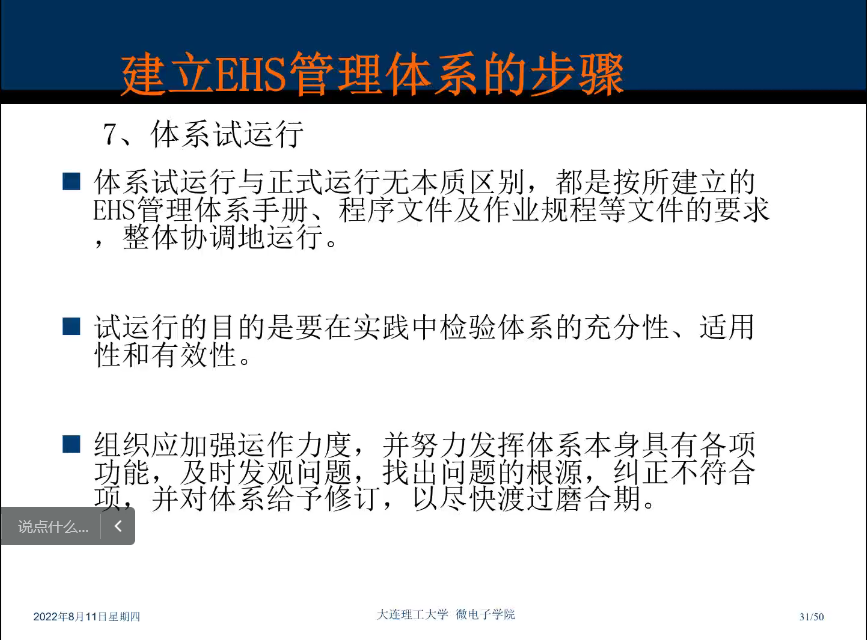 建立EHS管理体系的步骤
7、体系试运行
体系试运行与正式运行无本质区别，都是按所建立的
EHS管理体系手册、程序文件及作业规程等文件的要求
，整体协调地运行。
试运行的目的是要在实践中检验体系的充分性、适用
性和有效性。
组织应加强运作力度，并努力发挥体系本身具有各项
功能，及时发观问题，找出问题的根源，纠正不符合
项，并对体系给予修订，以尽快渡过磨合期。
说点什么...
2022年8月11日星期四
大连理工大学 微电子学院
31/50